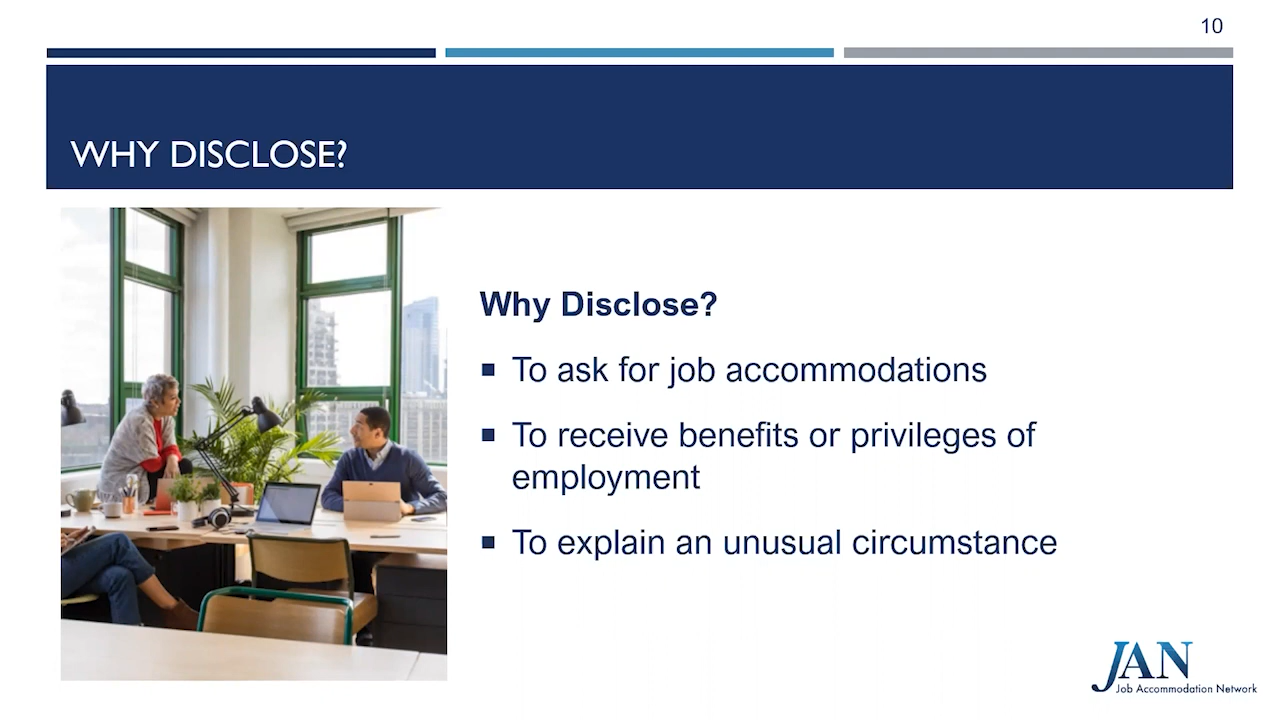 10
WHY DISCLOSE?
Why Disclose?
▪ To ask for job accommodations
▪ To receive benefits or privileges of
employment
▪ To explain an unusual circumstance
JAN
Job Accommodation Network